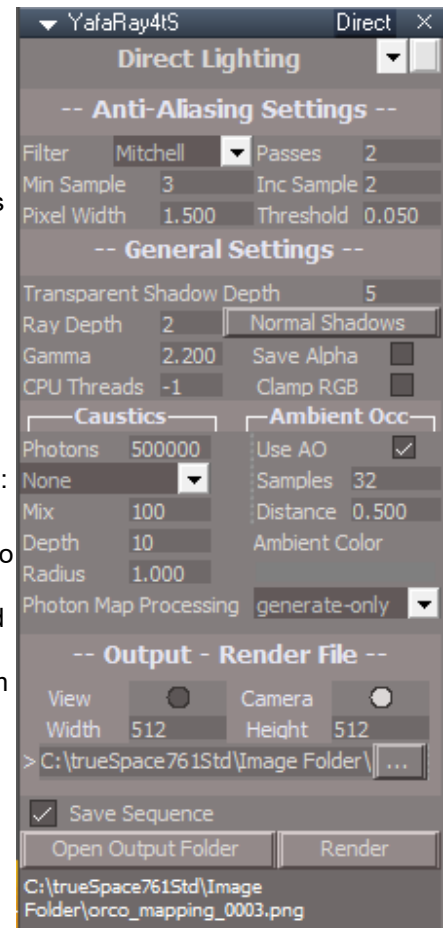 YafaRay4tS Direct ×
Direct Lighting
-- Anti-Aliasing Settings --
Filter Mitchell Passes 2
Min Sample 3 Inc Sample 2
Pixel Width 1.500 Threshold 0.050
-- General Settings --
Transparent Shadow Depth 5
Ray Depth 2 Normal Shadows
Gamma 2.200 Save Alpha
CPU Threads -1 Clamp RGB
Caustics Ambient Occ
Photons 500000 Use AO
None Samples 32
Mix 100 Distance 0.500
Depth 10 Ambient Color
Radius 1.000
Photon Map Processing generate-only
-- Output - Render File --
View Camera
Width 512 Height 512
> C:\trueSpace761Std\Image Folder\ ...
Save Sequence
Open Output Folder Render
C:\trueSpace761Std\Image
Folder\orco_mapping_0003.png